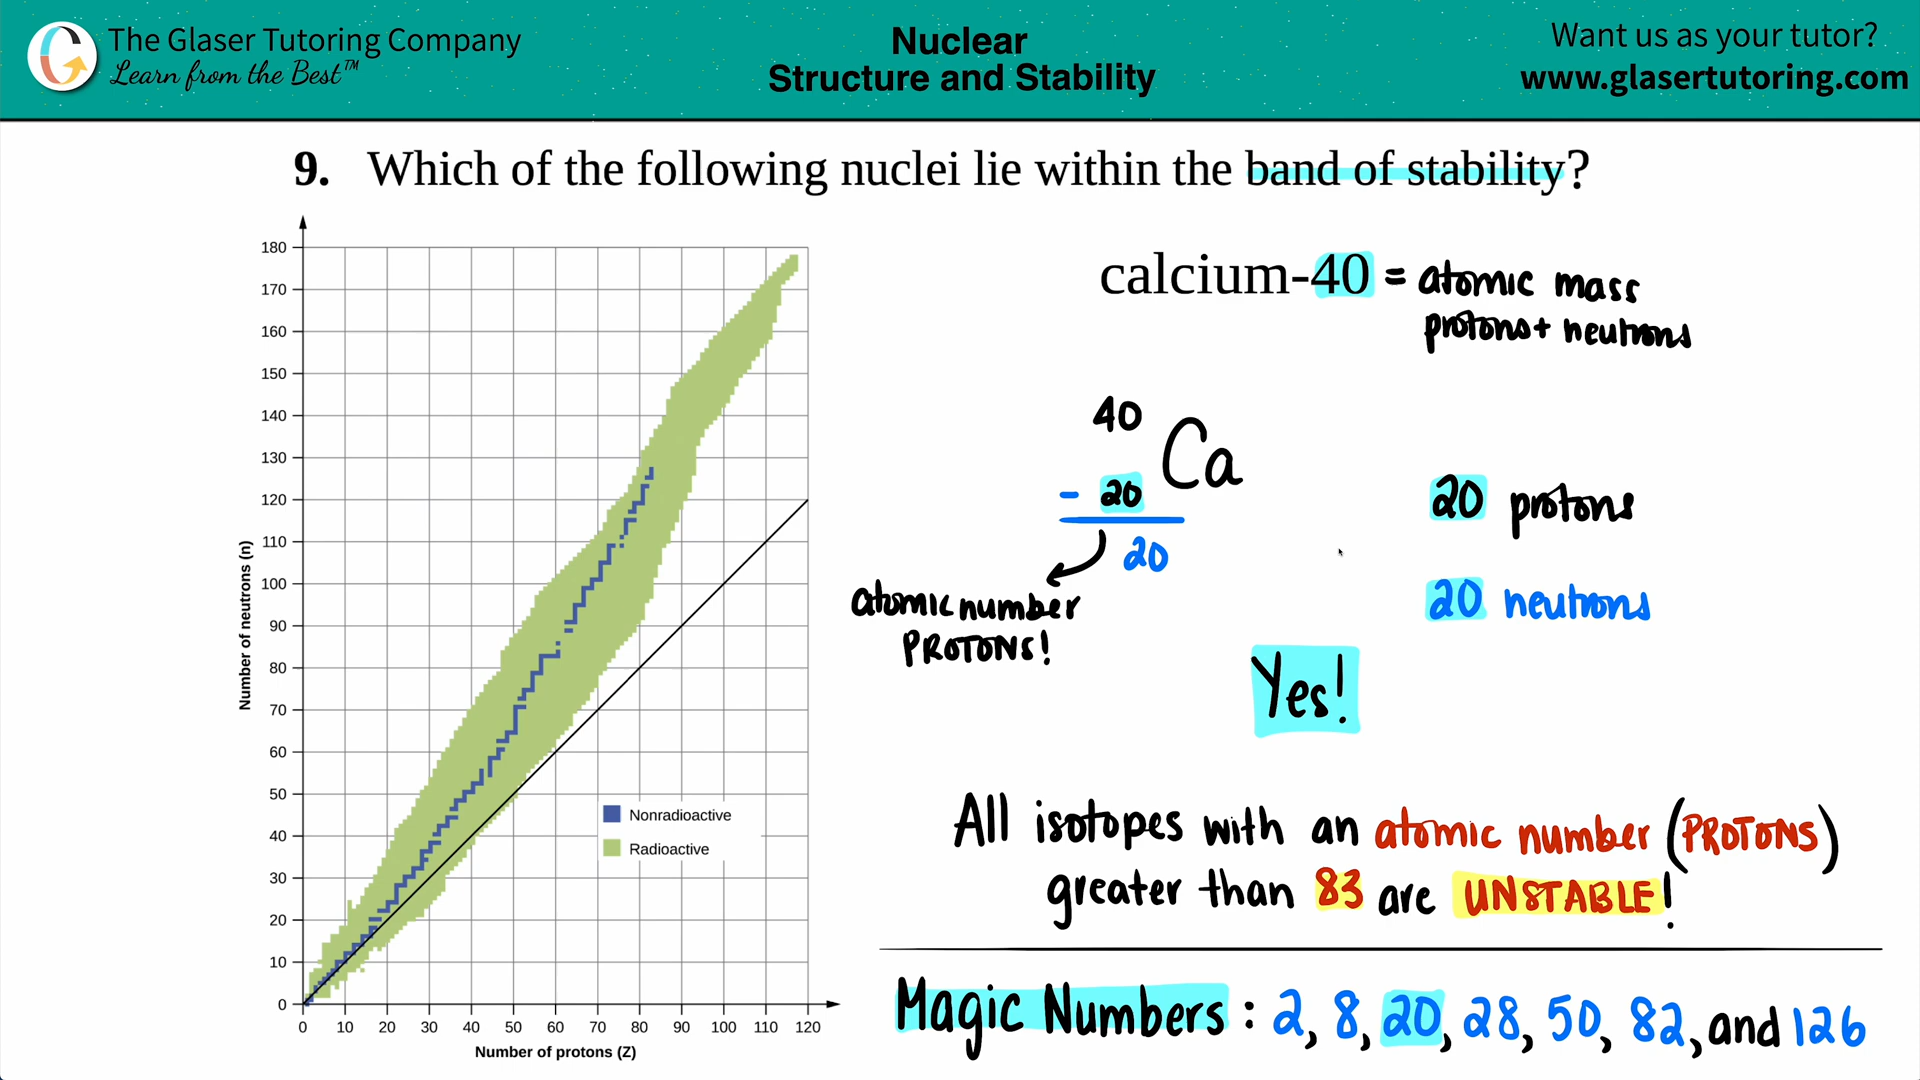 The Glaser Tutoring Company
Learn from the Best™
Nuclear
Structure and Stability
Want us as your tutor?
www.glasertutoring.com
9. Which of the following nuclei lie within the band of stability?
180
170
160
150
140
130
120
110
100
90
80
70
60
50
40
30
20
10
0
Number of neutrons (n)
0 10 20 30 40 50 60 70 80 90 100 110 120
Number of protons (Z)
Nonradioactive
Radioactive
calcium-40 = atomic mass
protons + neutrons
40
Ca
- 20
20
atomic number
PROTONS!
20 protons
20 neutrons
Yes!
All isotopes with an atomic number (PROTONS)
greater than 83 are UNSTABLE!
Magic Numbers: 2, 8, 20, 28, 50, 82, and 126